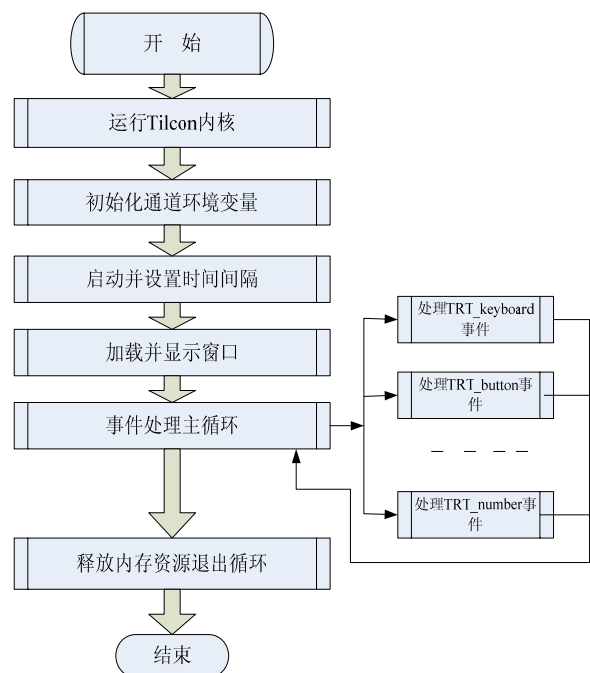 开 始
运行Tilcon内核
初始化通道环境变量
启动并设置时间间隔
加载并显示窗口
事件处理主循环
处理TRT_keyboard
事件
处理TRT_button事
件
处理TRT_number事
件
释放内存资源退出循环
结束